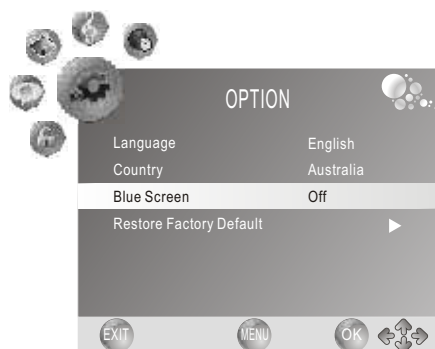 OPTION
Language English
Country Australia
Blue Screen Off
Restore Factory Default
EXIT MENU OK